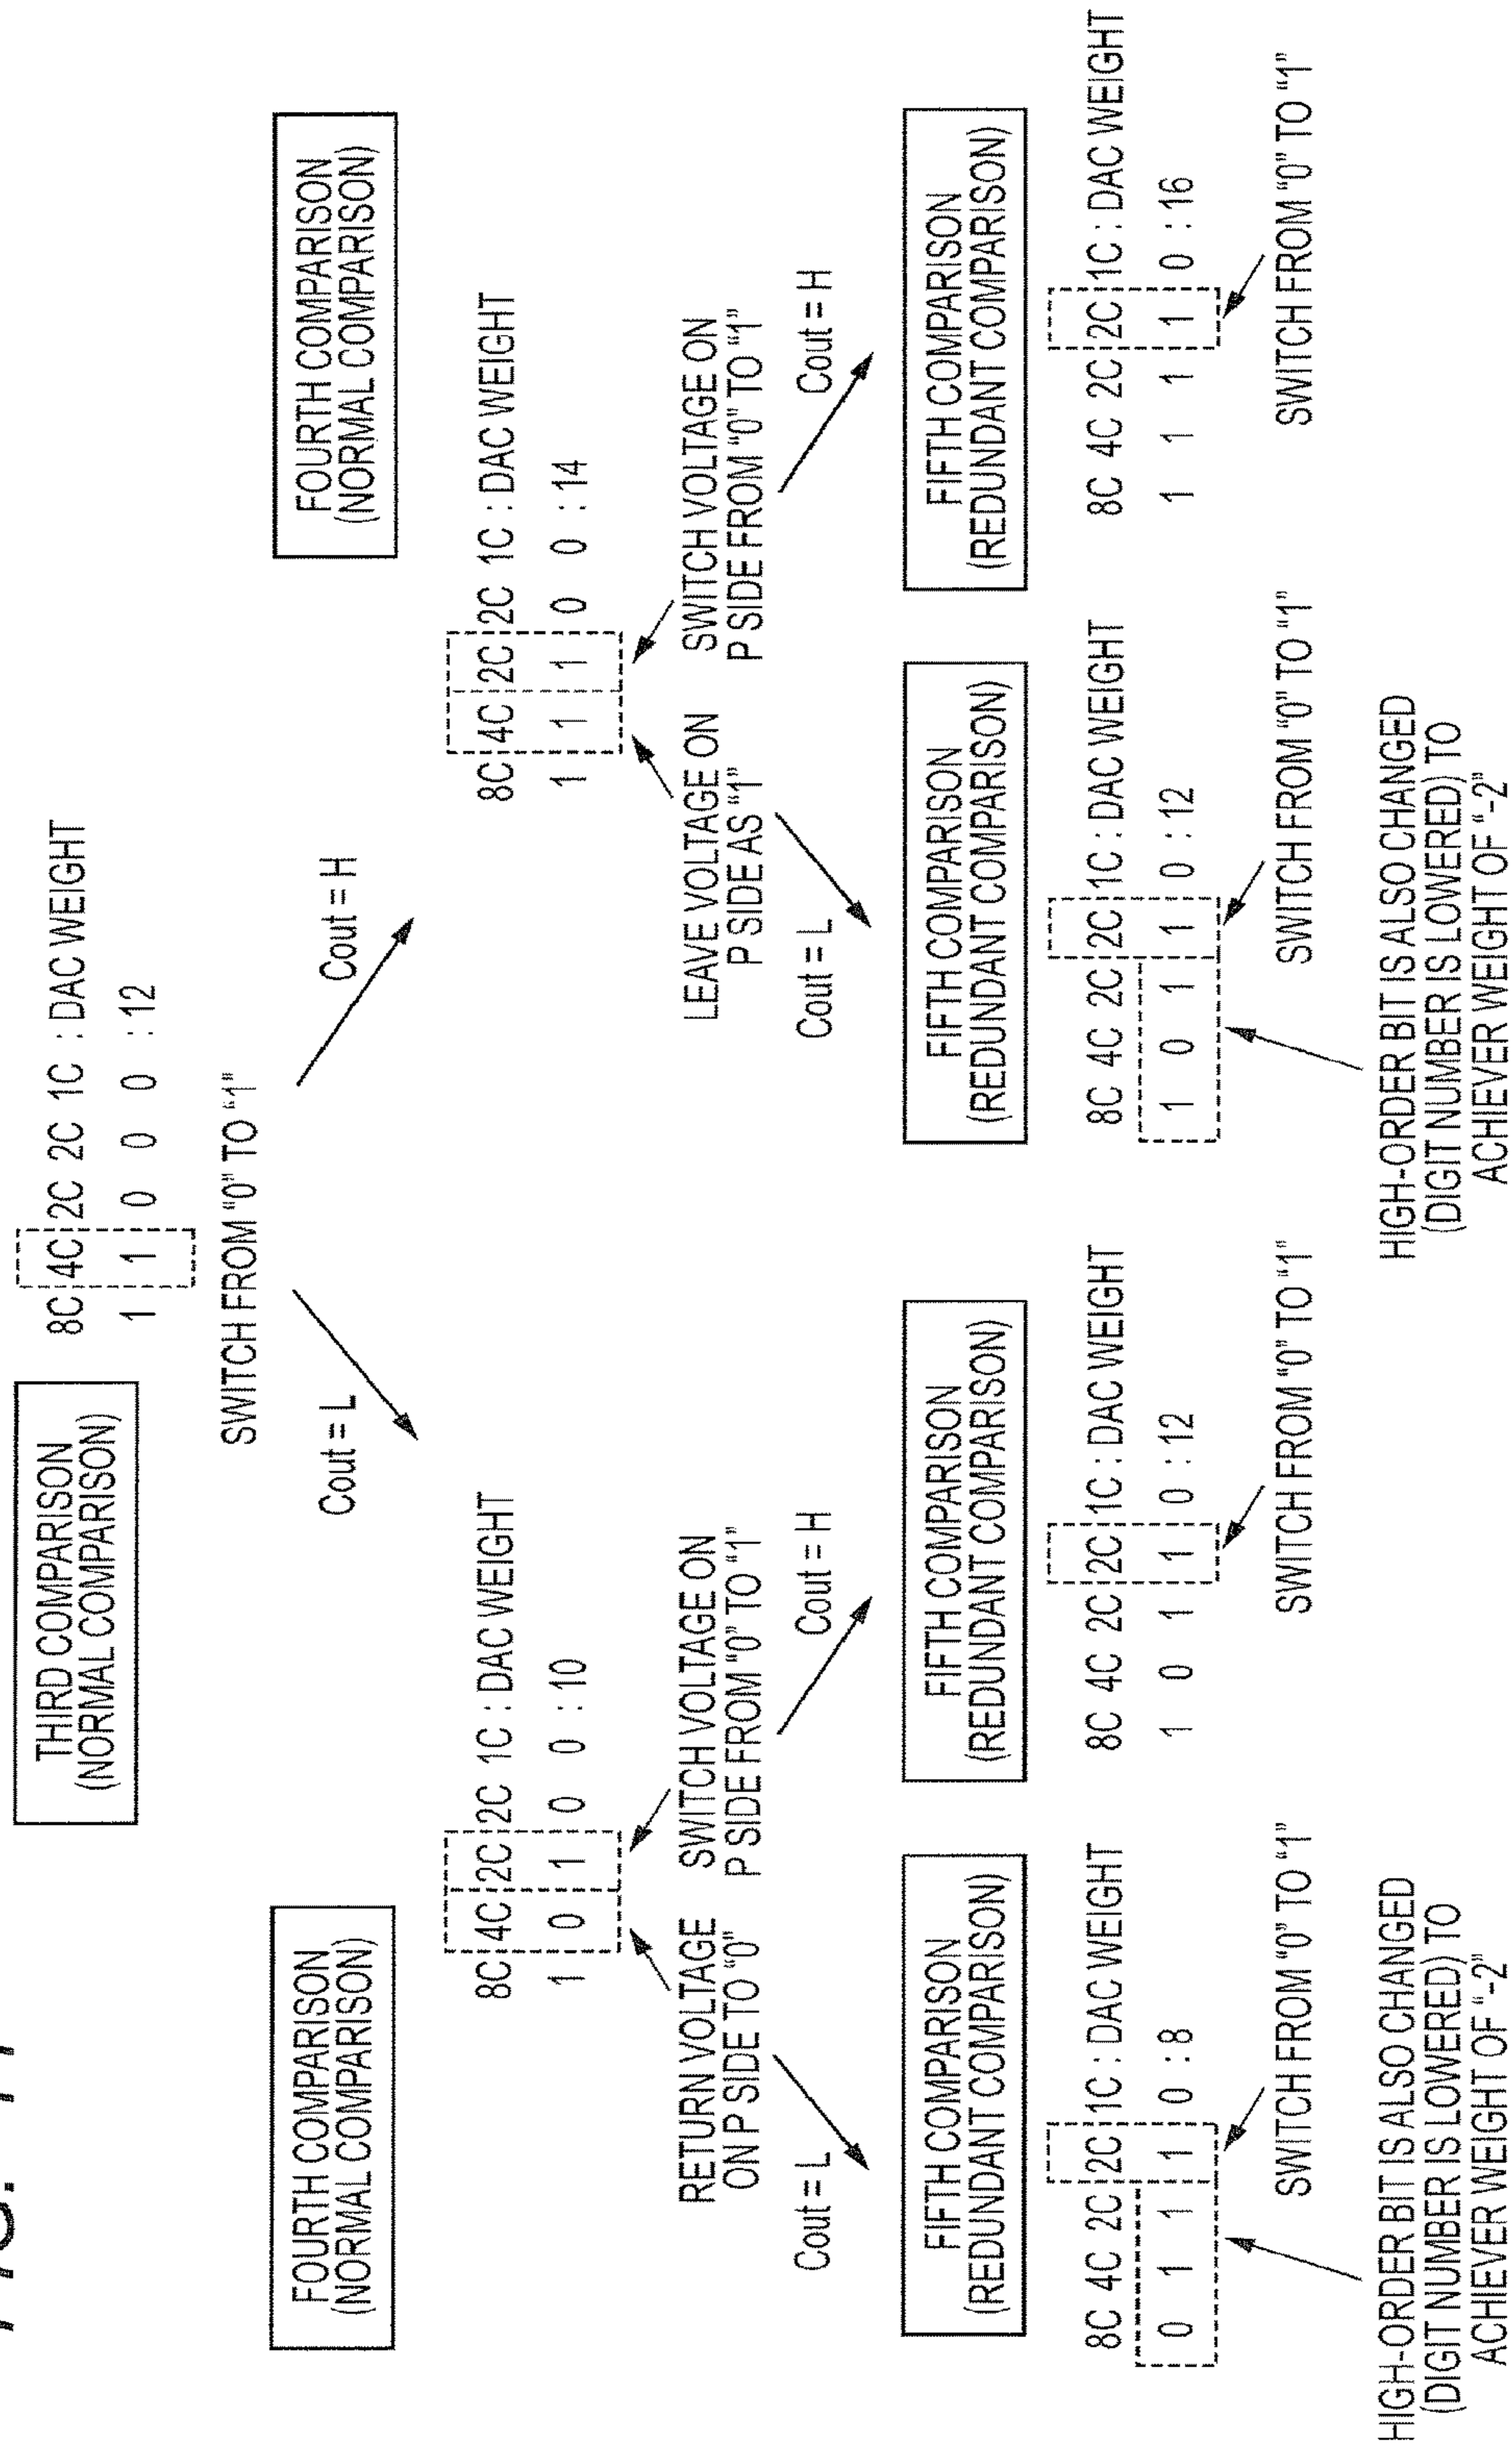 THIRD COMPARISON
(NORMAL COMPARISON)
8C 4C 2C 2C 1C : DAC WEIGHT
1 1 0 0 0 : 12
SWITCH FROM "0" TO "1"
Cout = L
Cout = H
FOURTH COMPARISON
(NORMAL COMPARISON)
8C 4C 2C 2C 1C : DAC WEIGHT
1 0 1 0 0 : 10
RETURN VOLTAGE
ON P SIDE TO "0"
SWITCH VOLTAGE ON
P SIDE FROM "0" TO "1"
Cout = L
Cout = H
FOURTH COMPARISON
(NORMAL COMPARISON)
8C 4C 2C 2C 1C : DAC WEIGHT
1 1 1 0 0 : 14
LEAVE VOLTAGE ON
P SIDE AS "1"
SWITCH VOLTAGE ON
P SIDE FROM "0" TO "1"
Cout = L
Cout = H
FIFTH COMPARISON
(REDUNDANT COMPARISON)
8C 4C 2C 2C 1C : DAC WEIGHT
0 1 1 1 0 : 8
SWITCH FROM "0" TO "1"
HIGH-ORDER BIT IS ALSO CHANGED
(DIGIT NUMBER IS LOWERED) TO
ACHIEVER WEIGHT OF "-2"
FIFTH COMPARISON
(REDUNDANT COMPARISON)
8C 4C 2C 2C 1C : DAC WEIGHT
1 0 1 1 0 : 12
SWITCH FROM "0" TO "1"
FIFTH COMPARISON
(REDUNDANT COMPARISON)
8C 4C 2C 2C 1C : DAC WEIGHT
1 0 1 1 0 : 12
SWITCH FROM "0" TO "1"
HIGH-ORDER BIT IS ALSO CHANGED
(DIGIT NUMBER IS LOWERED) TO
ACHIEVER WEIGHT OF "-2"
FIFTH COMPARISON
(REDUNDANT COMPARISON)
8C 4C 2C 2C 1C : DAC WEIGHT
1 1 1 1 0 : 16
SWITCH FROM "0" TO "1"